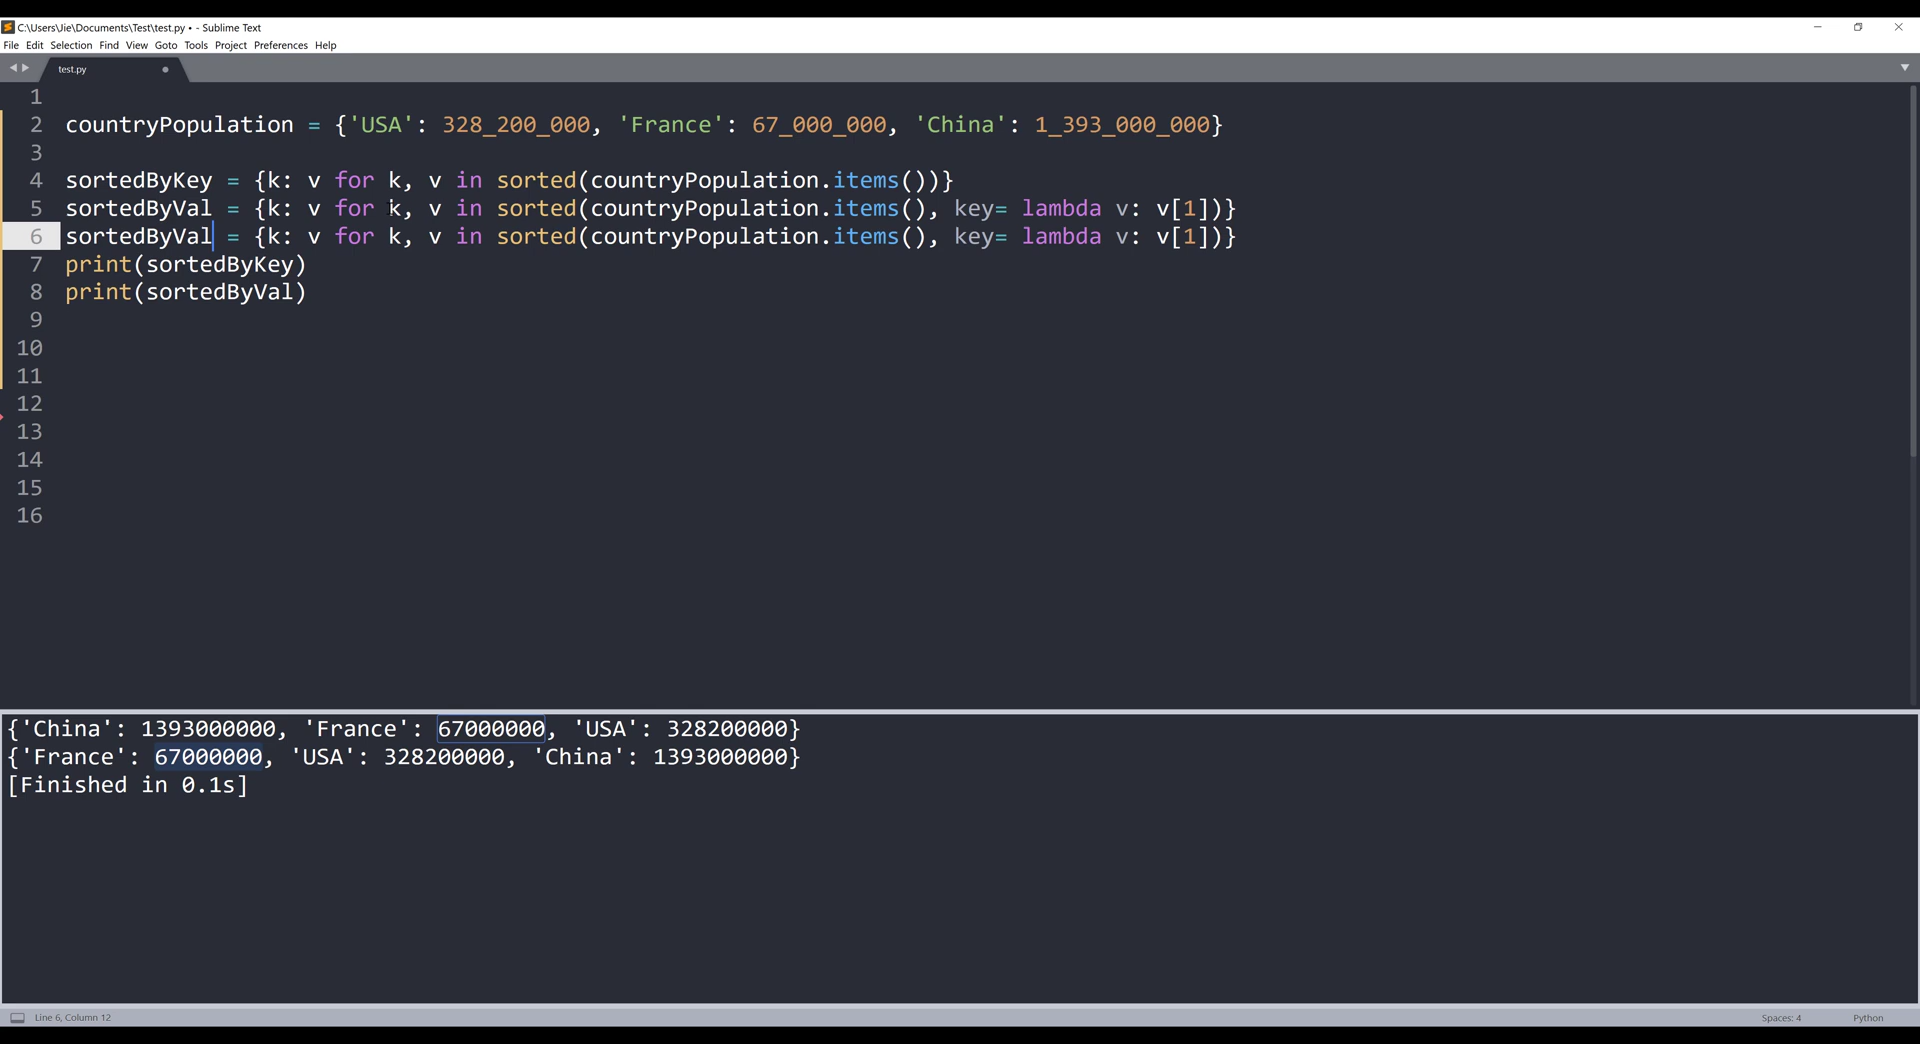 C:\Users\Jie\Documents\Test\test.py • - Sublime Text
File Edit Selection Find View Goto Tools Project Preferences Help
test.py
1
2 countryPopulation = {'USA': 328_200_000, 'France': 67_000_000, 'China': 1_393_000_000}
3
4 sortedByKey = {k: v for k, v in sorted(countryPopulation.items())}
5 sortedByVal = {k: v for k, v in sorted(countryPopulation.items(), key= lambda v: v[1])}
6 sortedByVal = {k: v for k, v in sorted(countryPopulation.items(), key= lambda v: v[1])}
7 print(sortedByKey)
8 print(sortedByVal)
9
10
11
12
13
14
15
16
{'China': 1393000000, 'France': 67000000, 'USA': 328200000}
{'France': 67000000, 'USA': 328200000, 'China': 1393000000}
[Finished in 0.1s]
Line 6, Column 12 Spaces: 4 Python